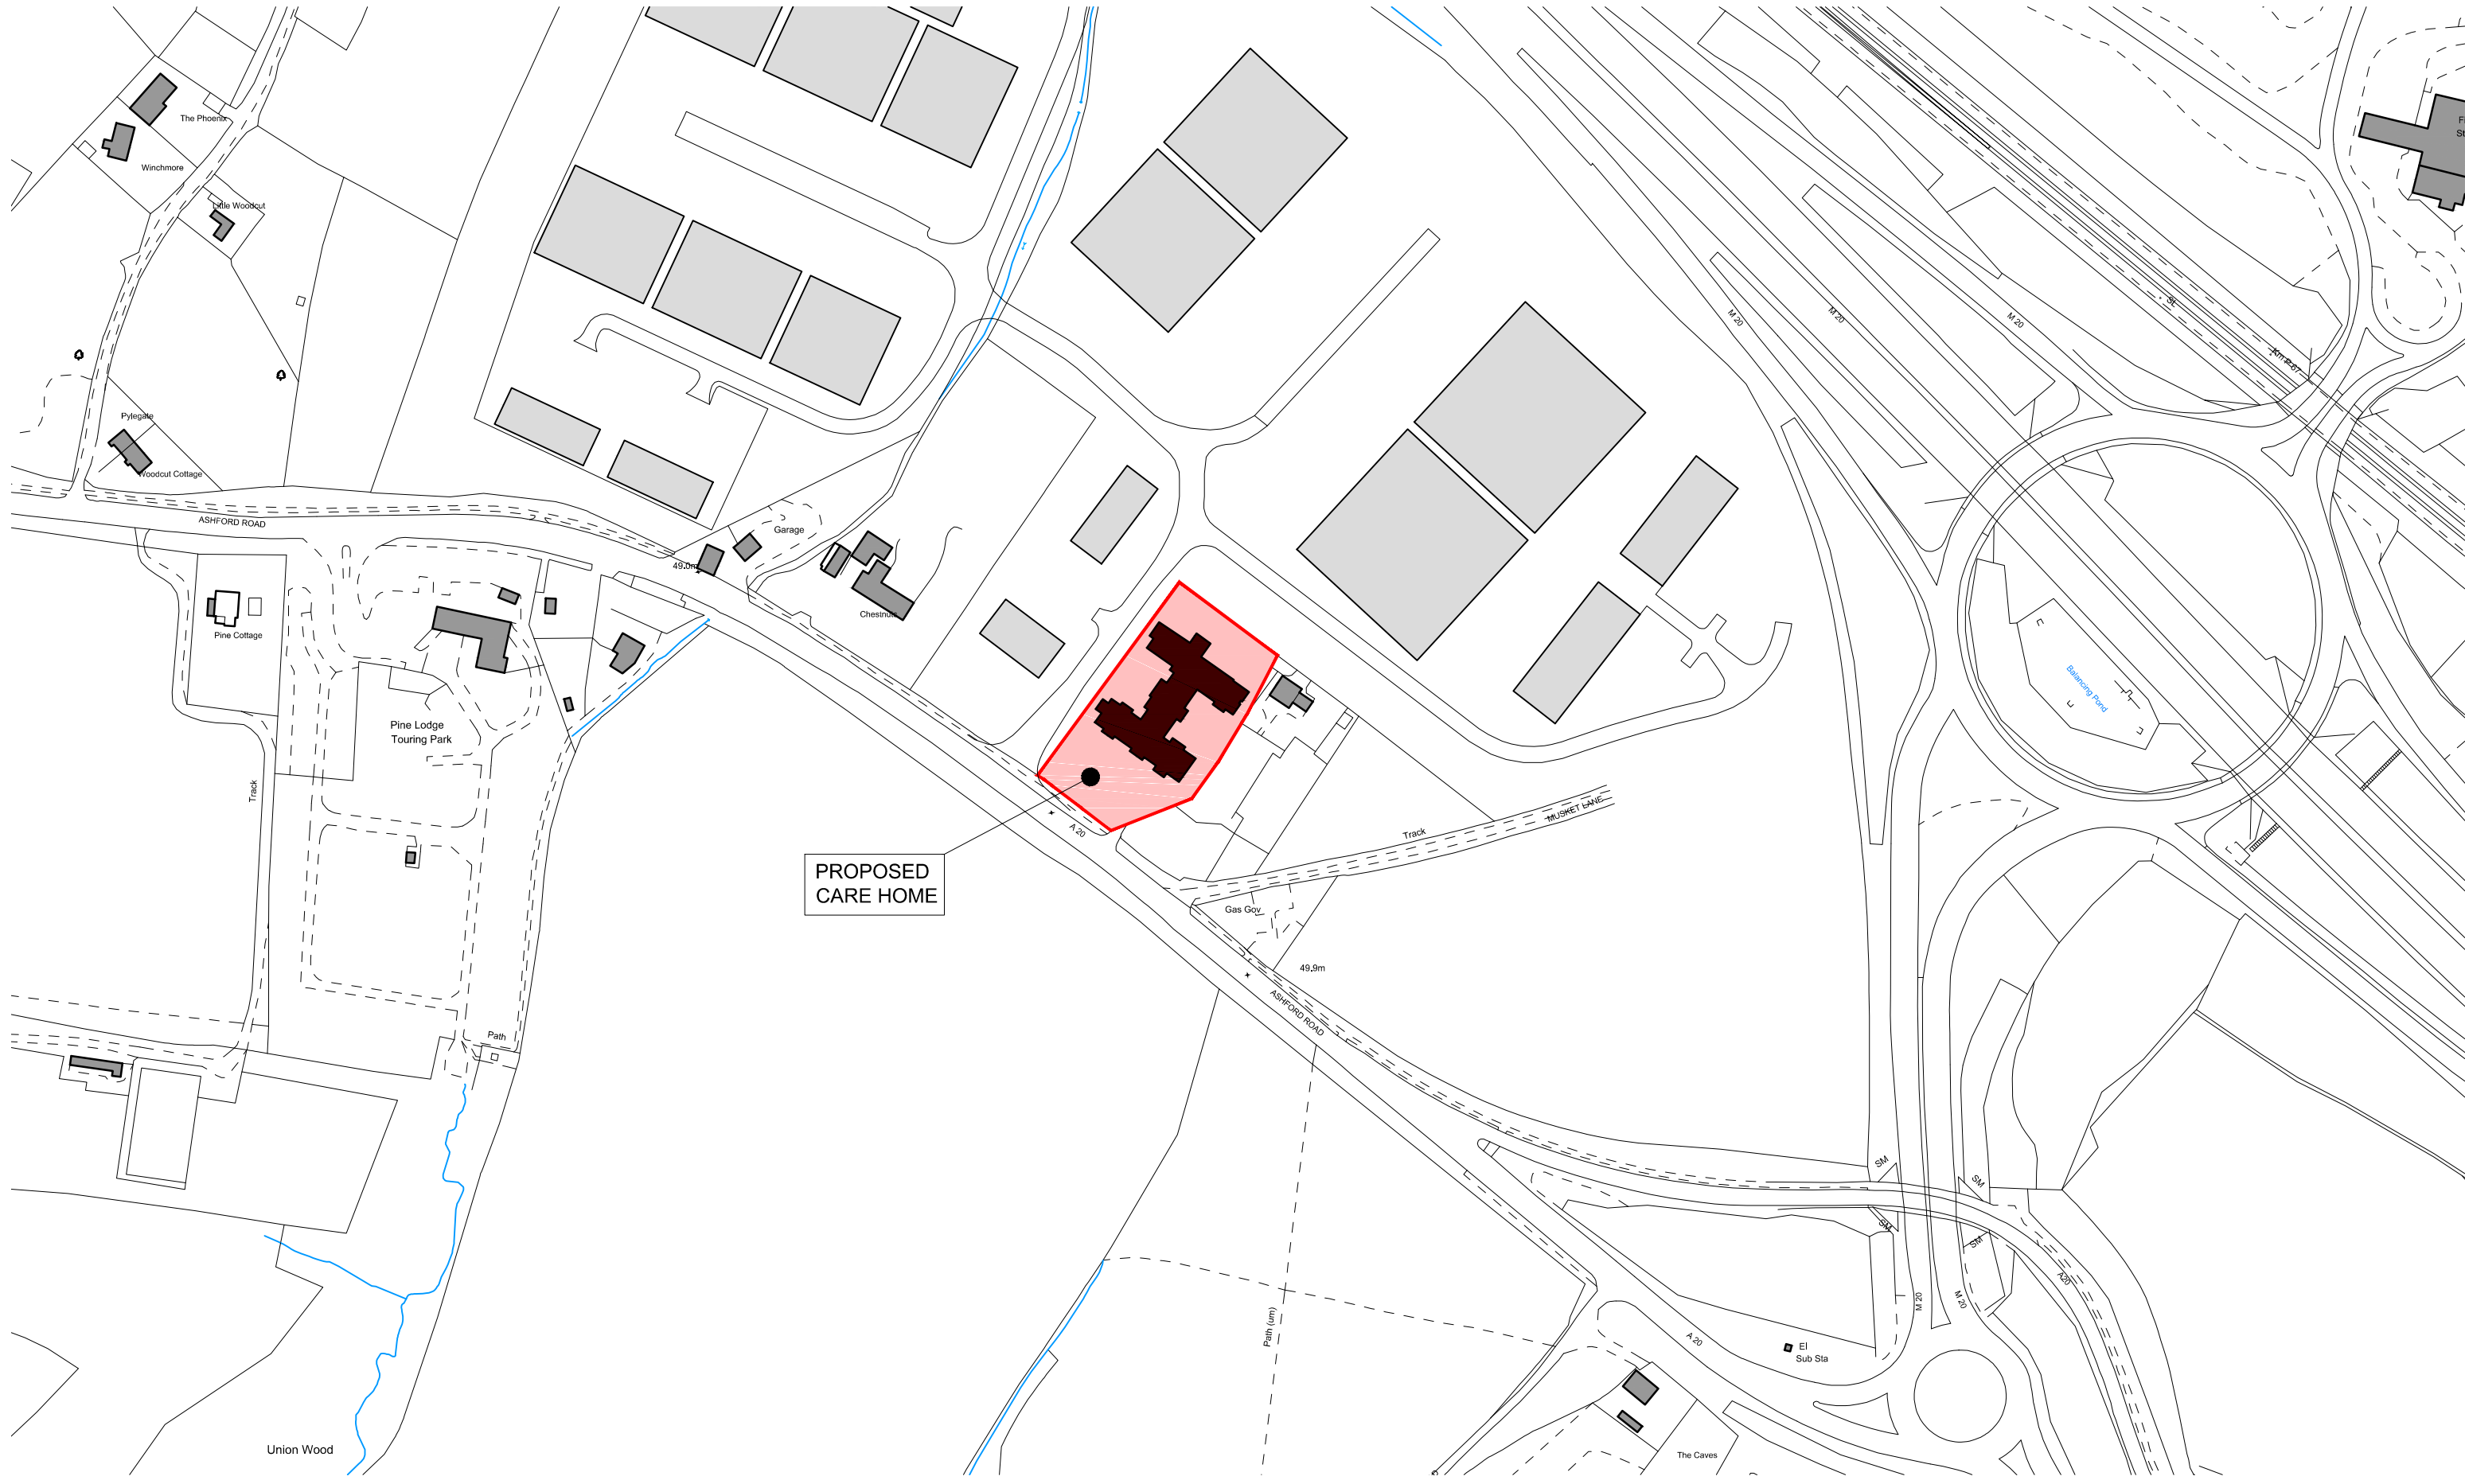 The Phoenix
Winchmore
Little Woodcut
Pylegate
Woodcut Cottage
ASHFORD ROAD
Garage
49.0m
Chestnuts
Pine Cottage
Pine Lodge
Touring Park
Track
Path
Union Wood
PROPOSED
CARE HOME
A 20
Track
MUSKET LANE
Gas Gov
49.9m
ASHFORD ROAD
Path (um)
M 20
M 20
M 20
SL
Balancing Pond
SM
SM
SM
SM
A20
M 20
M 20
A 20
El
Sub Sta
The Caves